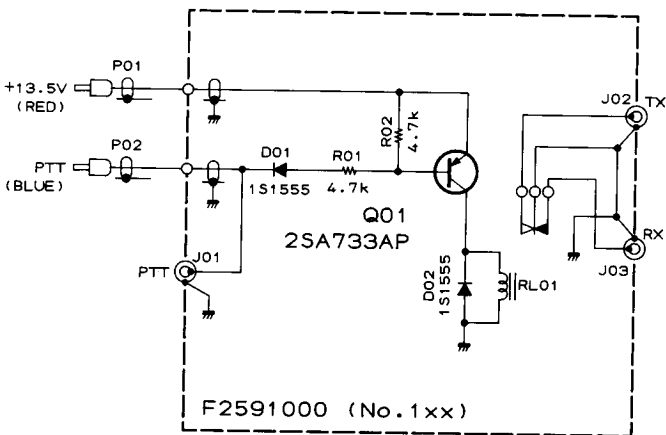 P01
+13.5V
(RED)
P02
PTT
(BLUE)
J01
PTT
D01
1S1555
R01
4.7k
R02
4.7k
Q01
2SA733AP
D02
1S1555
RL01
J02
TX
RX
J03
F2591000 (No.1xx)